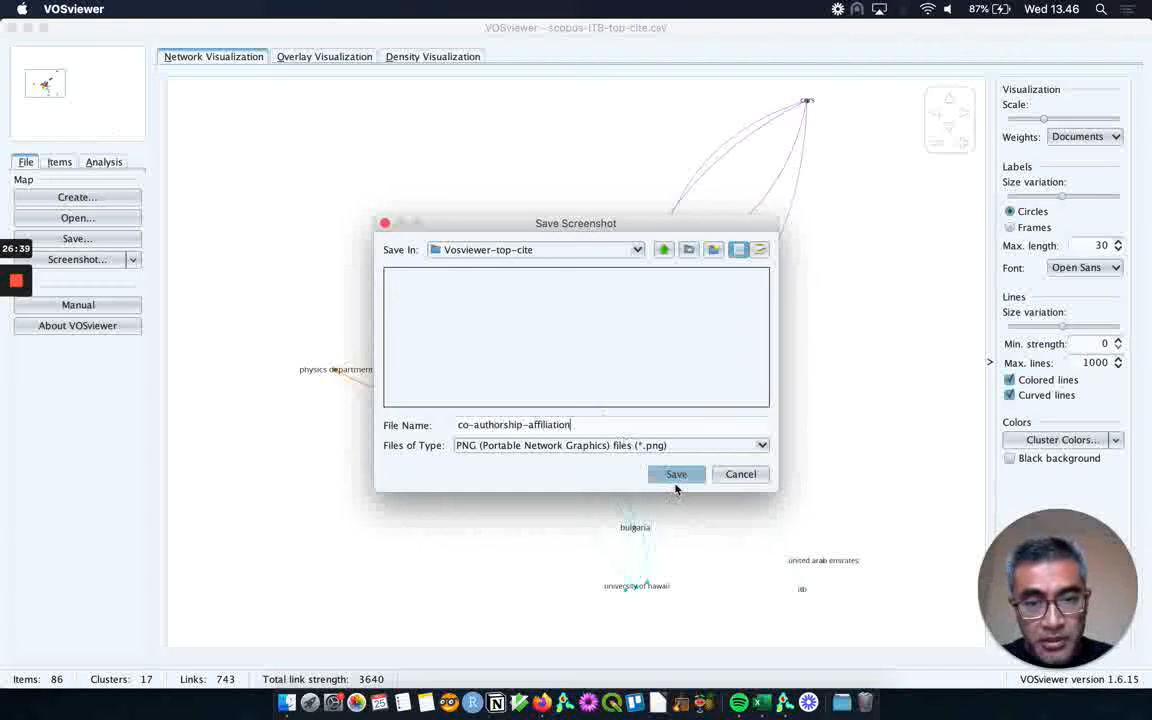 VOSviewer
87%
Wed 13.46
VOSviewer - scopus-ITB-top-cite.csv
Network Visualization
Overlay Visualization
Density Visualization
File
Items
Analysis
Map
Create...
Open...
Save...
26:39
Screenshot...
Manual
About VOSviewer
cnrs
physics department
bulgaria
university of hawaii
united arab emirates
itb
Save Screenshot
Save In:
Vosviewer-top-cite
File Name:
co-authorship-affiliation
Files of Type:
PNG (Portable Network Graphics) files (*.png)
Save
Cancel
Visualization
Scale:
Weights:
Documents
Labels
Size variation:
Circles
Frames
Max. length:
30
Font:
Open Sans
Lines
Size variation:
Min. strength:
0
Max. lines:
1000
Colored lines
Curved lines
Colors
Cluster Colors...
Black background
Items: 86
Clusters: 17
Links: 743
Total link strength: 3640
VOSviewer version 1.6.15